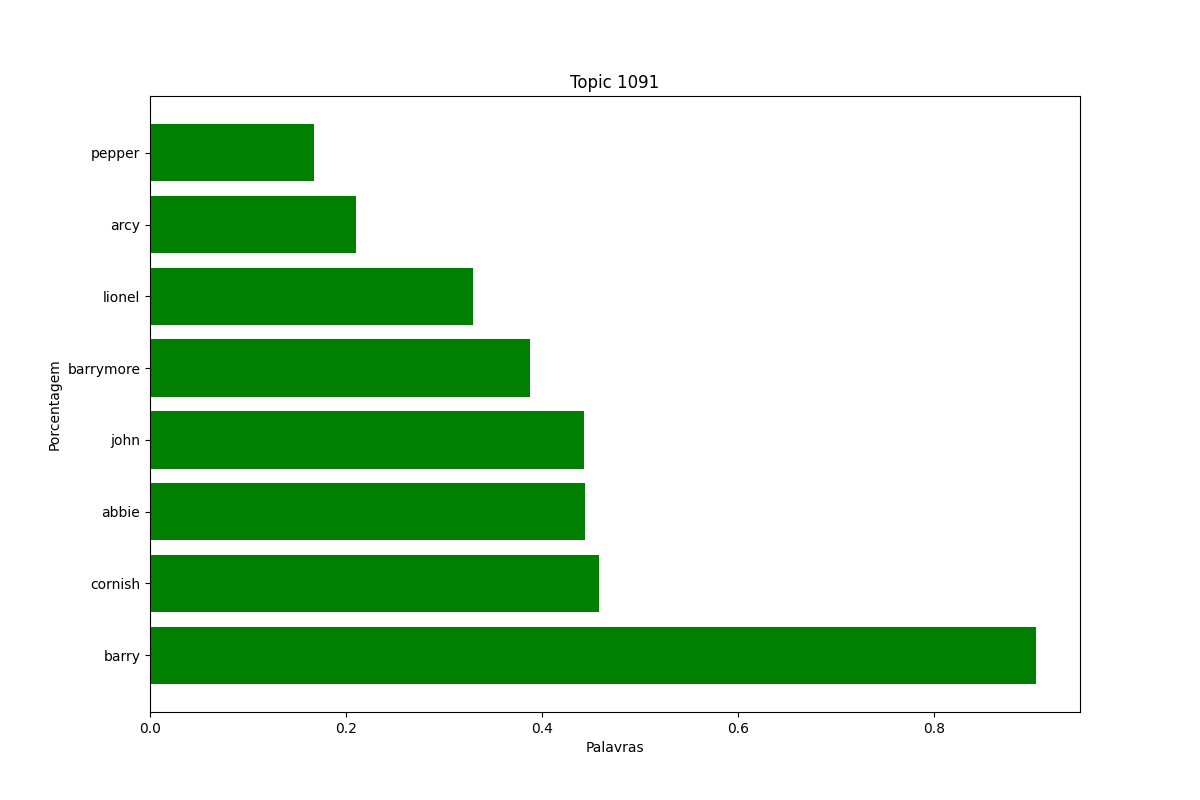 Topic 1091
pepper
arcy
lionel
barrymore
john
abbie
cornish
barry
Porcentagem
0.0 0.2 0.4 0.6 0.8
Palavras